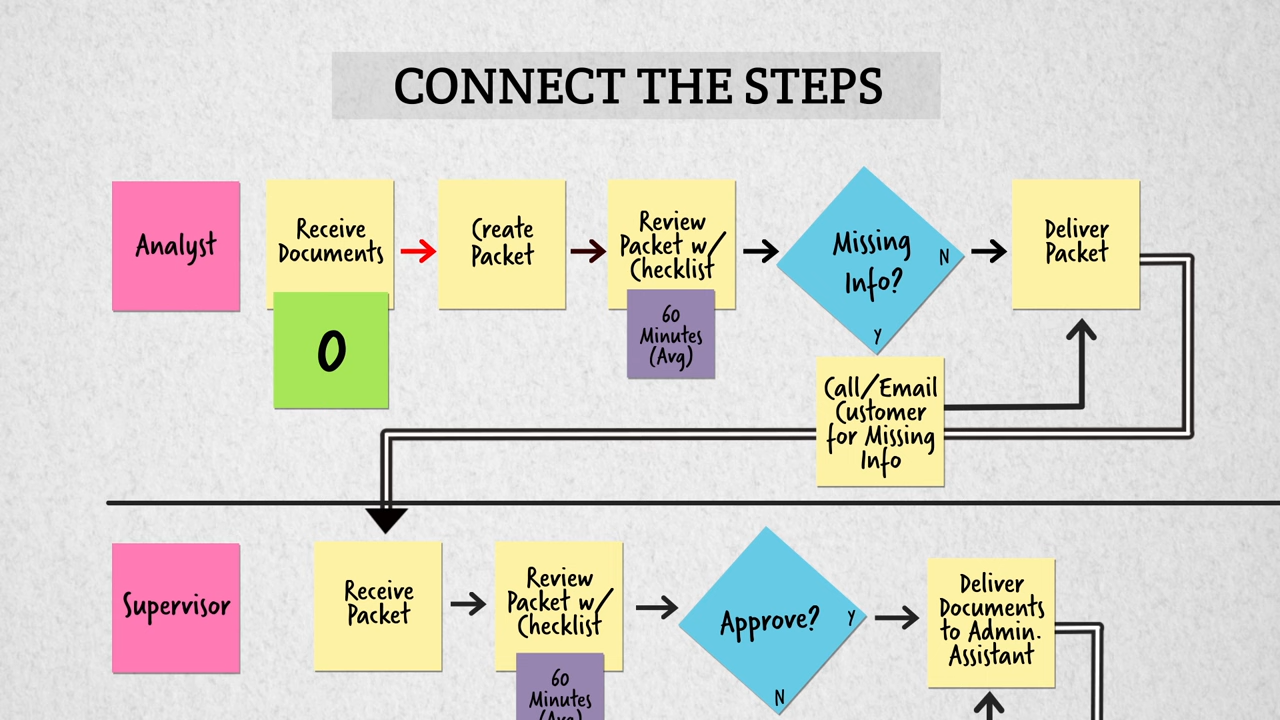 CONNECT THE STEPS
Analyst
Receive
Documents
0
Create
Packet
Review
Packet w/
Checklist
60
Minutes
(Avg)
Missing
Info?
N
Y
Deliver
Packet
Call/Email
Customer
for Missing
Info
Supervisor
Receive
Packet
Review
Packet w/
Checklist
60
Minutes
(Avg)
Approve?
Y
N
Deliver
Documents
to Admin.
Assistant